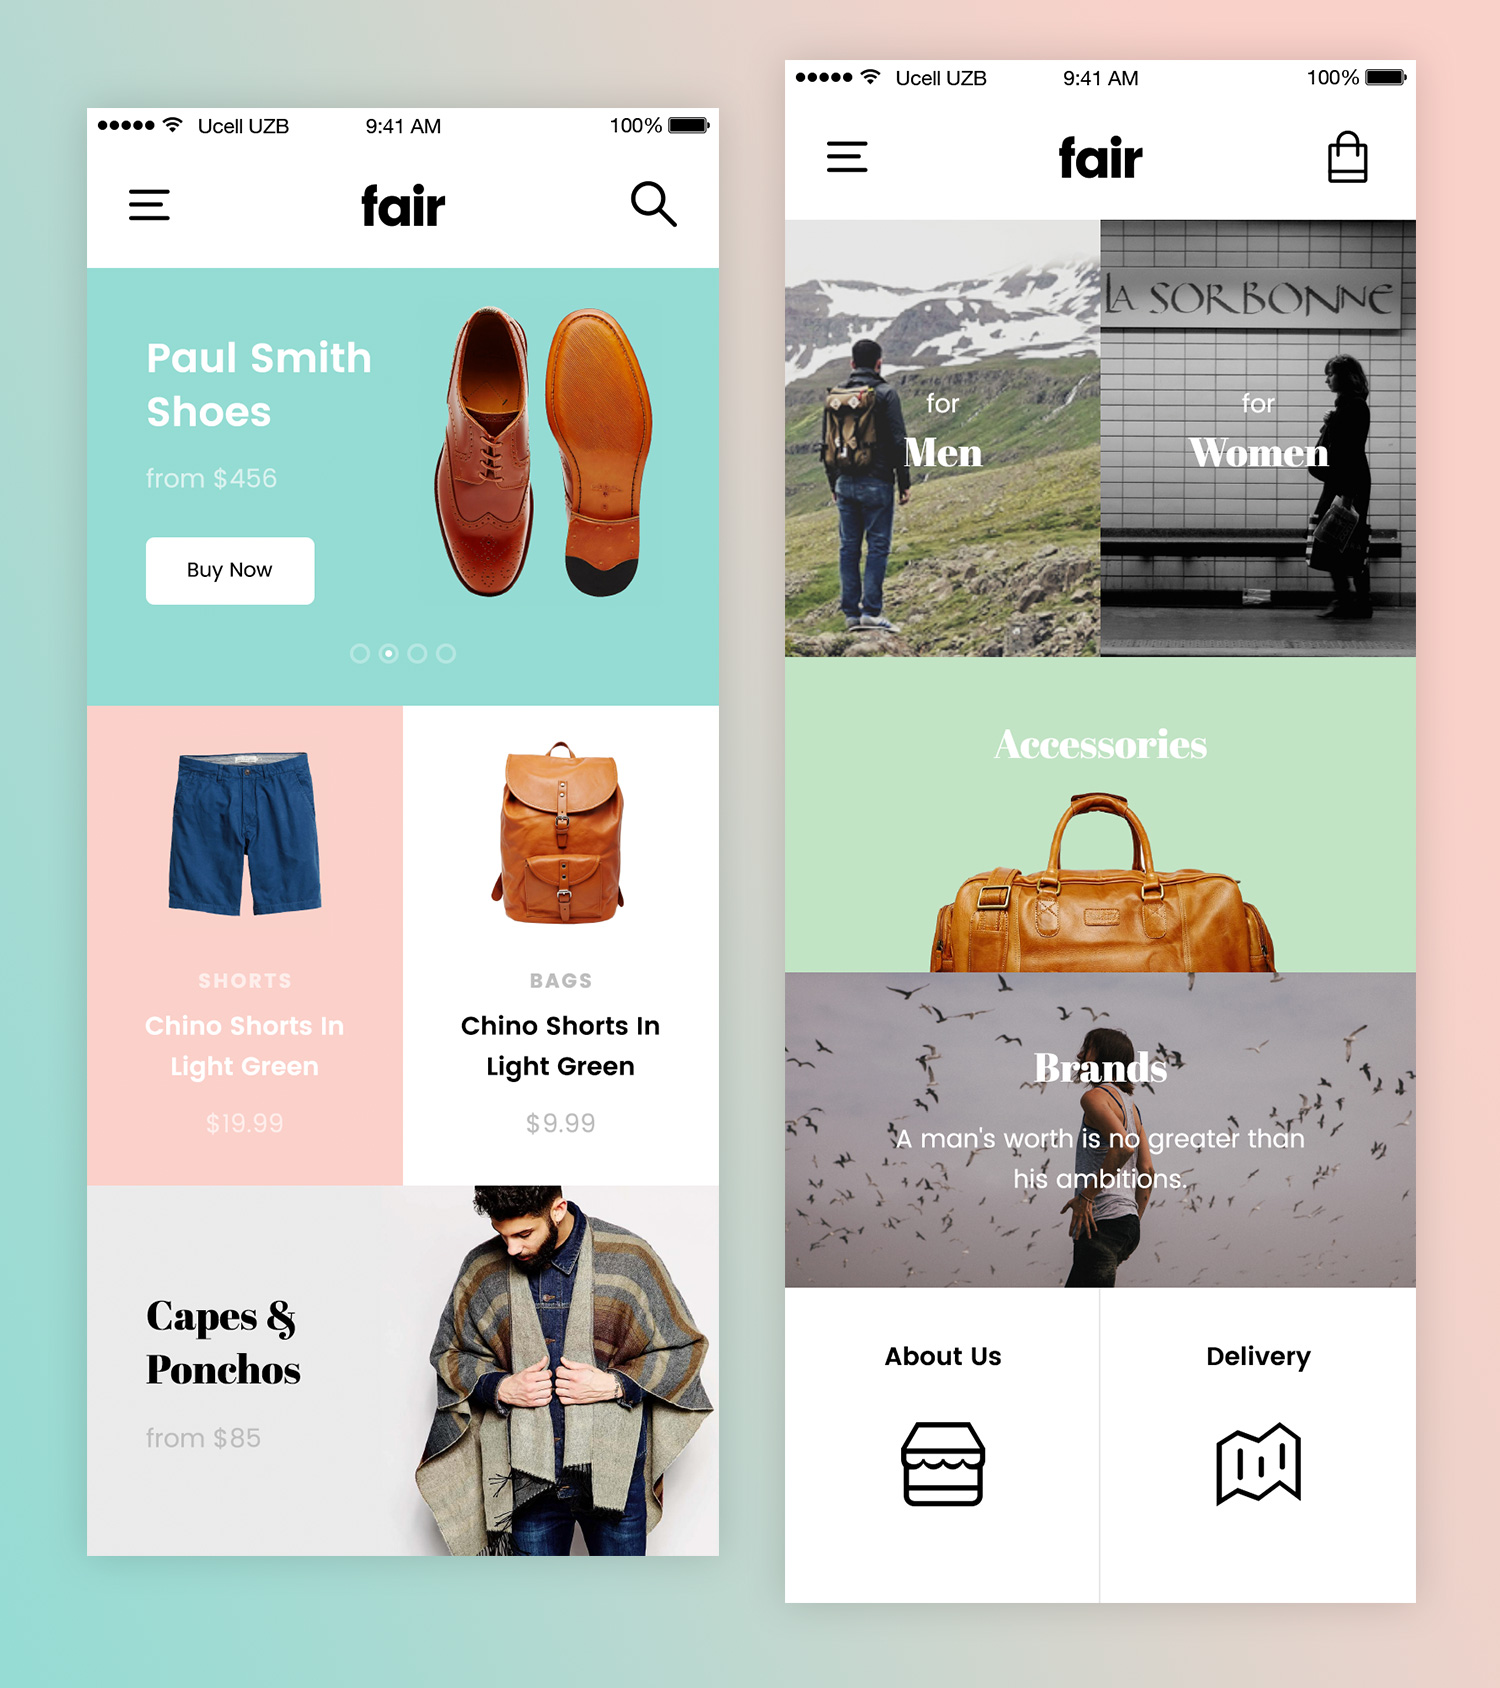 Ucell UZB 9:41 AM 100%
fair
Paul Smith
Shoes
from $456
Buy Now
SHORTS
Chino Shorts In
Light Green
$19.99
BAGS
Chino Shorts In
Light Green
$9.99
Capes &
Ponchos
from $85
Ucell UZB 9:41 AM 100%
fair
LA SORBONNE
for
Men
for
Women
Accessories
Brands
A man's worth is no greater than
his ambitions.
About Us
Delivery